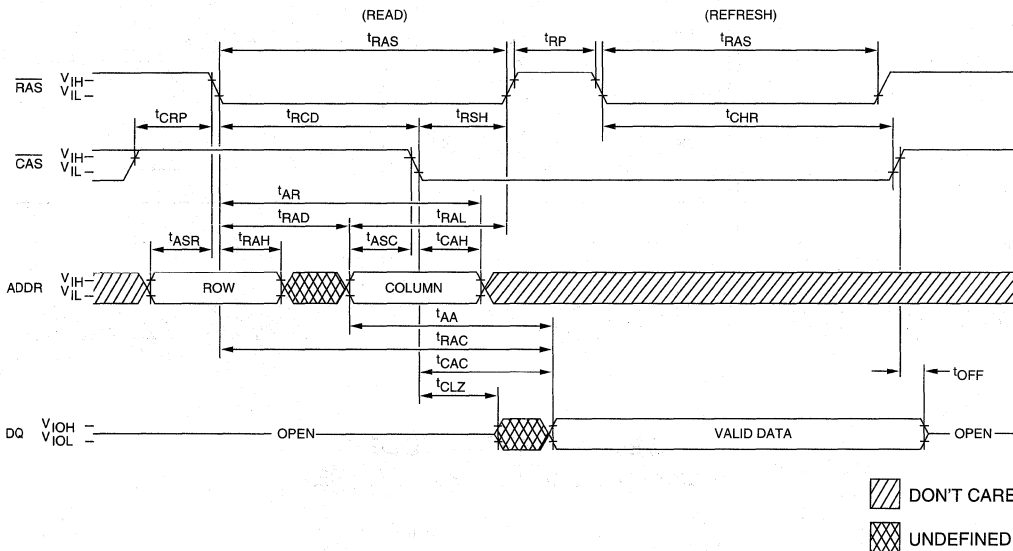 (READ) (REFRESH)
tRAS tRP tRAS
RAS VIH VIL
tCRP tRCD tRSH tCHR
CAS VIH VIL
tAR
tRAD tRAL
tASR tRAH tASC tCAH
ADDR VIH VIL ROW COLUMN
tAA
tRAC
tCAC
tOFF
tCLZ
DQ VIOH VIOL OPEN VALID DATA OPEN
DON'T CARE
UNDEFINED